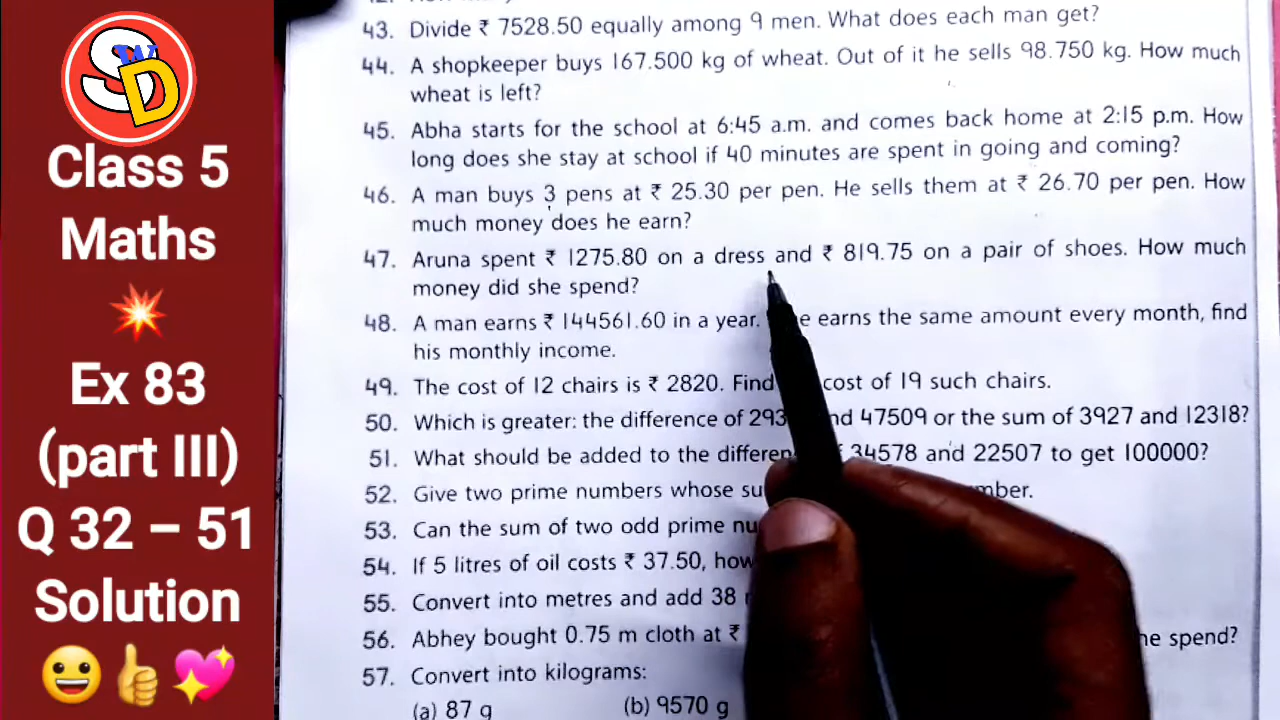 SWD
Class 5
Maths
Ex 83
(part III)
Q 32 – 51
Solution
43. Divide ₹ 7528.50 equally among 9 men. What does each man get?
44. A shopkeeper buys 167.500 kg of wheat. Out of it he sells 98.750 kg. How much
wheat is left?
45. Abha starts for the school at 6:45 a.m. and comes back home at 2:15 p.m. How
long does she stay at school if 40 minutes are spent in going and coming?
46. A man buys 3 pens at ₹ 25.30 per pen. He sells them at ₹ 26.70 per pen. How
much money does he earn?
47. Aruna spent ₹ 1275.80 on a dress and ₹ 819.75 on a pair of shoes. How much
money did she spend?
48. A man earns ₹ 144561.60 in a year. earns the same amount every month, find
his monthly income.
49. The cost of 12 chairs is ₹ 2820. Find cost of 19 such chairs.
50. Which is greater: the difference of 47509 or the sum of 3927 and 12318?
51. What should be added to the 34578 and 22507 to get 100000?
52. Give two prime numbers whose
53. Can the sum of two odd prime
54. If 5 litres of oil costs ₹ 37.50,
55. Convert into metres and add 38
56. Abhey bought 0.75 m cloth at ₹ spend?
57. Convert into kilograms:
(a) 87 g (b) 9570 g